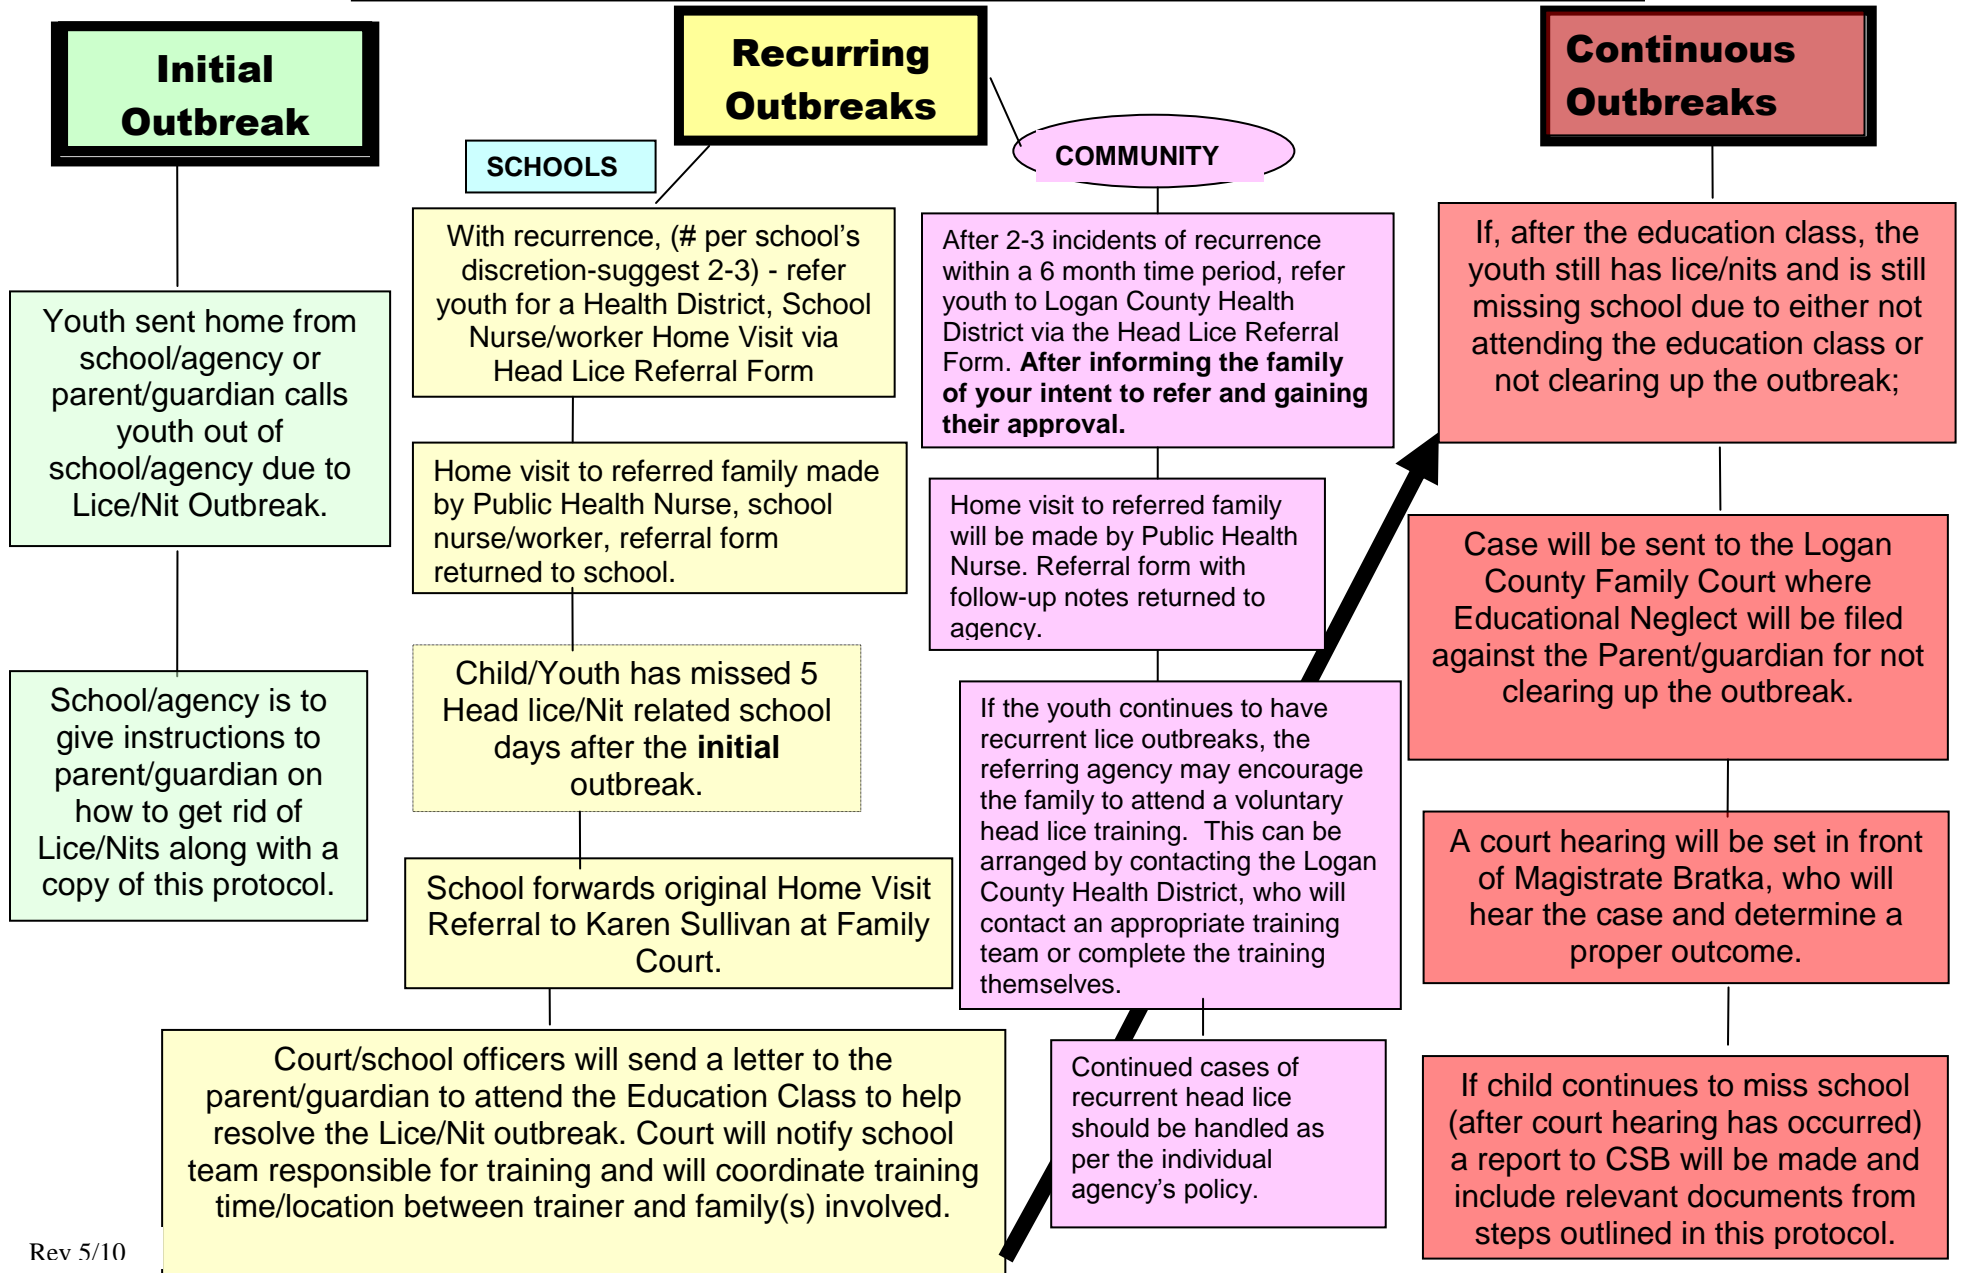 Initial
Outbreak
Youth sent home from
school/agency or
parent/guardian calls
youth out of
school/agency due to
Lice/Nit Outbreak.
School/agency is to
give instructions to
parent/guardian on
how to get rid of
Lice/Nits along with a
copy of this protocol.
Recurring
Outbreaks
SCHOOLS
With recurrence, (# per school’s
discretion-suggest 2-3) - refer
youth for a Health District, School
Nurse/worker Home Visit via
Head Lice Referral Form
Home visit to referred family made
by Public Health Nurse, school
nurse/worker, referral form
returned to school.
Child/Youth has missed 5
Head lice/Nit related school
days after the initial
outbreak.
School forwards original Home Visit
Referral to Karen Sullivan at Family
Court.
Court/school officers will send a letter to the
parent/guardian to attend the Education Class to help
resolve the Lice/Nit outbreak. Court will notify school
team responsible for training and will coordinate training
time/location between trainer and family(s) involved.
COMMUNITY
After 2-3 incidents of recurrence
within a 6 month time period, refer
youth to Logan County Health
District via the Head Lice Referral
Form. After informing the family
of your intent to refer and gaining
their approval.
Home visit to referred family
will be made by Public Health
Nurse. Referral form with
follow-up notes returned to
agency.
If the youth continues to have
recurrent lice outbreaks, the
referring agency may encourage
the family to attend a voluntary
head lice training.  This can be
arranged by contacting the Logan
County Health District, who will
contact an appropriate training
team or complete the training
themselves.
Continued cases of
recurrent head lice
should be handled as
per the individual
agency’s policy.
Continuous
Outbreaks
If, after the education class, the
youth still has lice/nits and is still
missing school due to either not
attending the education class or
not clearing up the outbreak;
Case will be sent to the Logan
County Family Court where
Educational Neglect will be filed
against the Parent/guardian for not
clearing up the outbreak.
A court hearing will be set in front
of Magistrate Bratka, who will
hear the case and determine a
proper outcome.
If child continues to miss school
(after court hearing has occurred)
a report to CSB will be made and
include relevant documents from
steps outlined in this protocol.
Rev 5/10